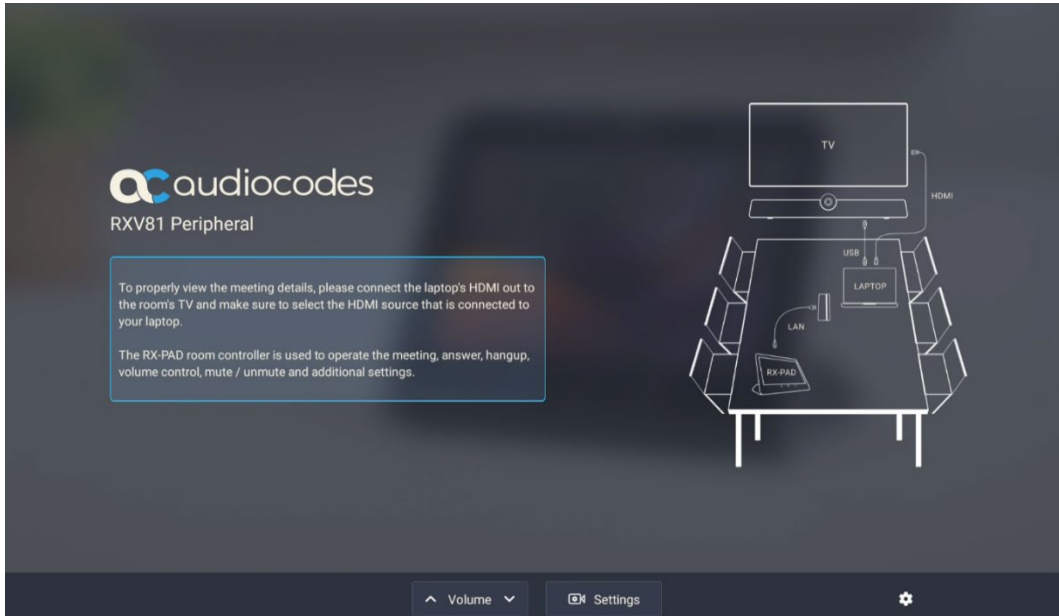 audiocodes
RXV81 Peripheral
To properly view the meeting details, please connect the laptop's HDMI out to
the room's TV and make sure to select the HDMI source that is connected to
your laptop.
The RX-PAD room controller is used to operate the meeting, answer, hangup,
volume control, mute / unmute and additional settings.
TV
HDMI
USB
LAPTOP
LAN
RX-PAD
Volume
Settings